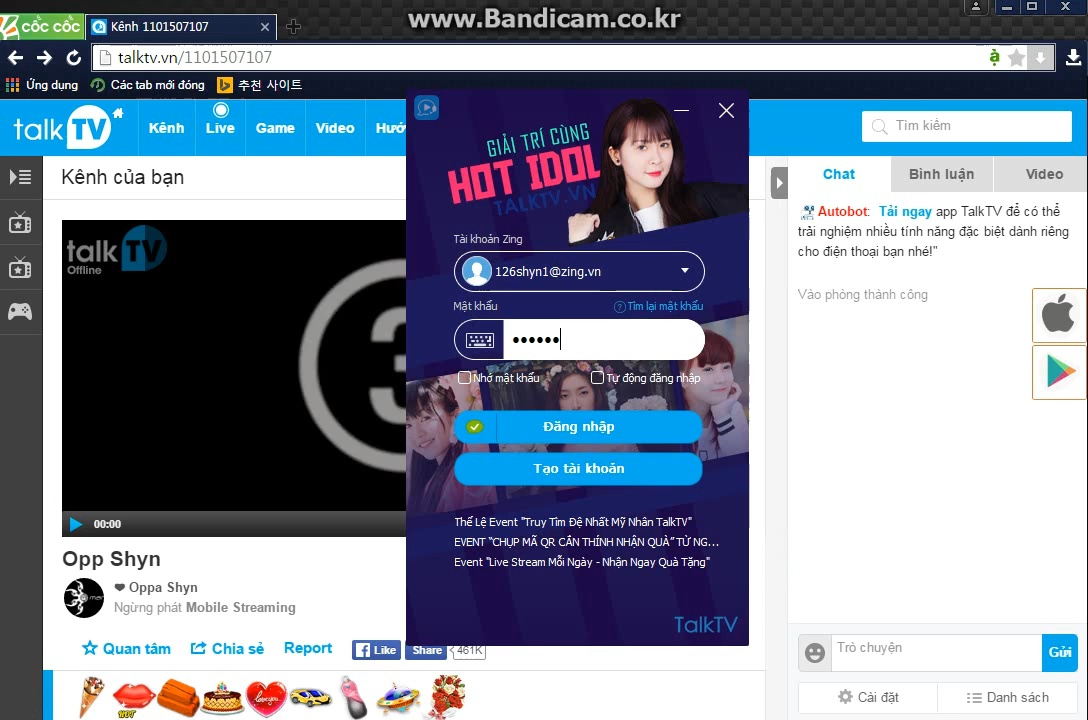 www.Bandicam.co.kr
CỐC CỐC
Kênh 1101507107
talktv.vn/1101507107
Ứng dụng
Các tab mới đóng
추천 사이트
talkTV
Kênh
Live
Game
Video
Hướ
Tìm kiếm
Kênh của bạn
talkTV
Offline
3
00:00
Opp Shyn
❤ Oppa Shyn
Ngừng phát Mobile Streaming
Quan tâm
Chia sẻ
Report
Like
Share
461K
HOT
GIẢI TRÍ CÙNG
HOT IDOL
TALKTV.VN
Tài khoản Zing
126shyn1@zing.vn
Mật khẩu
Tìm lại mật khẩu
••••••
Nhớ mật khẩu
Tự động đăng nhập
Đăng nhập
Tạo tài khoản
Thể Lệ Event "Truy Tìm Đệ Nhất Mỹ Nhân TalkTV"
EVENT "CHỤP MÃ QR CẦN THÍNH NHẬN QUÀ" TỪ NG...
Event "Live Stream Mỗi Ngày - Nhận Ngay Quà Tặng"
TalkTV
Chat
Bình luận
Video
Autobot: Tải ngay app TalkTV để có thể
trải nghiệm nhiều tính năng đặc biệt dành riêng
cho điện thoại bạn nhé!"
Vào phòng thành công
Trò chuyện
Gửi
Cài đặt
Danh sách